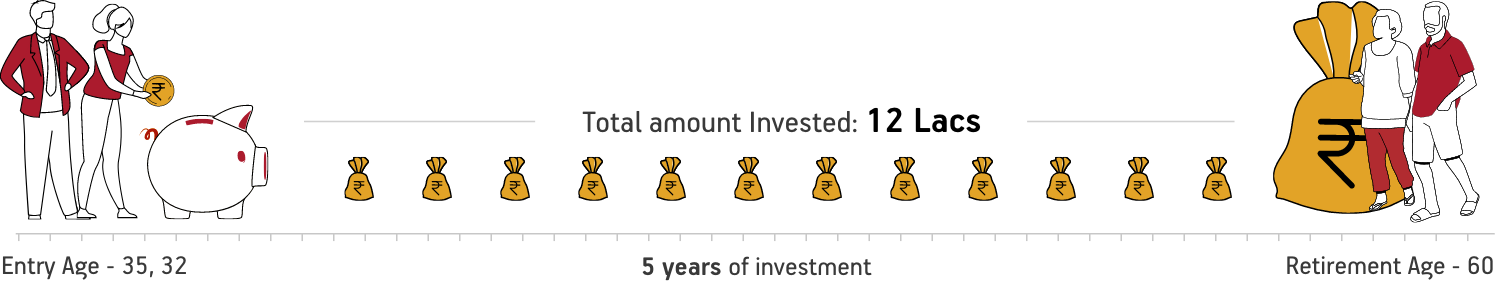 Total amount Invested: 12 Lacs
Entry Age - 35, 32
5 years of investment
Retirement Age - 60